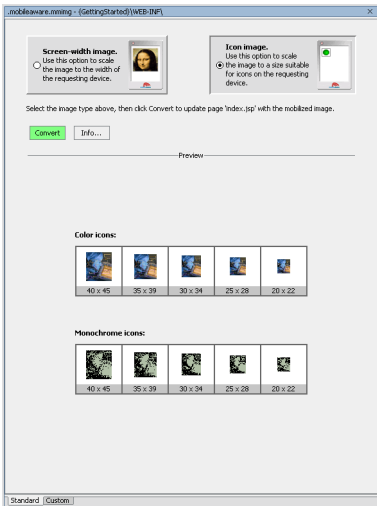 .mobileaware.mmimg - (GettingStarted)\WEB-INF\
Screen-width image.
Use this option to scale
the image to the width of
the requesting device.
Icon image.
Use this option to scale
the image to a size suitable
for icons on the requesting
device.
Select the image type above, then click Convert to update page 'index.jsp' with the mobilized image.
Convert Info...
Preview
Color icons:
40 x 45 35 x 39 30 x 34 25 x 28 20 x 22
Monochrome icons:
40 x 45 35 x 39 30 x 34 25 x 28 20 x 22
Standard Custom